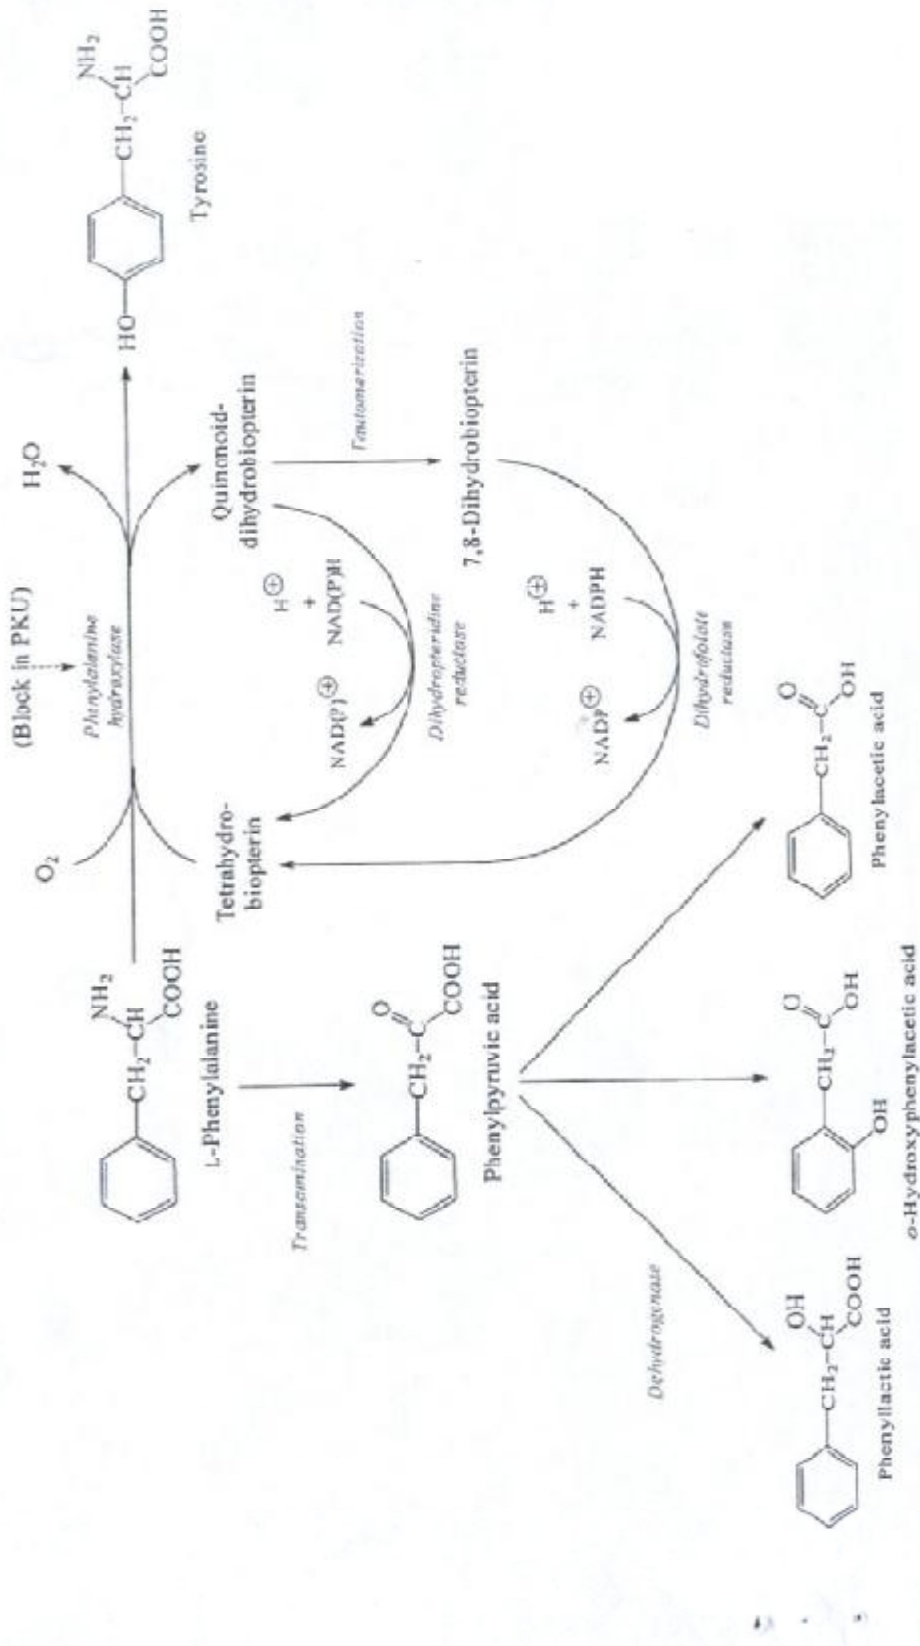 (Block in PKU)
O₂
H₂O
Phenylalanine
hydroxylase
NH₂
CH₂-CH
COOH
L-Phenylalanine
HO
NH₂
CH₂-CH
COOH
Tyrosine
Tetrahydro-
biopterin
Quinonoid-
dihydrobiopterin
H⊕
+
NAD(P)H
NAD(P)⊕
Dihydropteridine
reductase
Tautomerization
7,8-Dihydrobiopterin
H⊕
+
NADPH
NADP⊕
Dihydrofolate
reductase
Transamination
O
CH₂-C
COOH
Phenylpyruvic acid
Dehydrogenase
OH
CH₂-CH
COOH
Phenyllactic acid
O
CH₂-C
OH
OH
o-Hydroxyphenylacetic acid
O
CH₂-C
OH
Phenylacetic acid